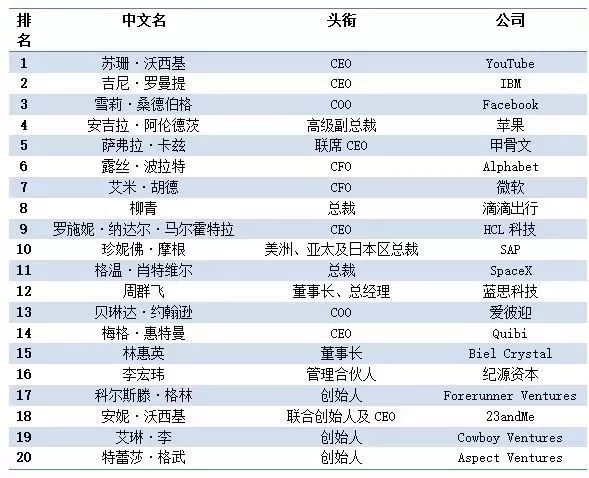 排名 中文名 头衔 公司
1 苏珊·沃西基 CEO YouTube
2 吉尼·罗曼提 CEO IBM
3 雪莉·桑德伯格 COO Facebook
4 安吉拉·阿伦德茨 高级副总裁 苹果
5 萨弗拉·卡兹 联席 CEO 甲骨文
6 露丝·波拉特 CFO Alphabet
7 艾米·胡德 CFO 微软
8 柳青 总裁 滴滴出行
9 罗施妮·纳达尔·马尔霍特拉 CEO HCL 科技
10 珍妮佛·摩根 美洲、亚太及日本区总裁 SAP
11 格温·肖特维尔 总裁 SpaceX
12 周群飞 董事长、总经理 蓝思科技
13 贝琳达·约翰逊 COO 爱彼迎
14 梅格·惠特曼 CEO Quibi
15 林惠英 董事长 Biel Crystal
16 李宏玮 管理合伙人 纪源资本
17 科尔斯滕·格林 创始人 Forerunner Ventures
18 安妮·沃西基 联合创始人及 CEO 23andMe
19 艾琳·李 创始人 Cowboy Ventures
20 特蕾莎·格武 创始人 Aspect Ventures